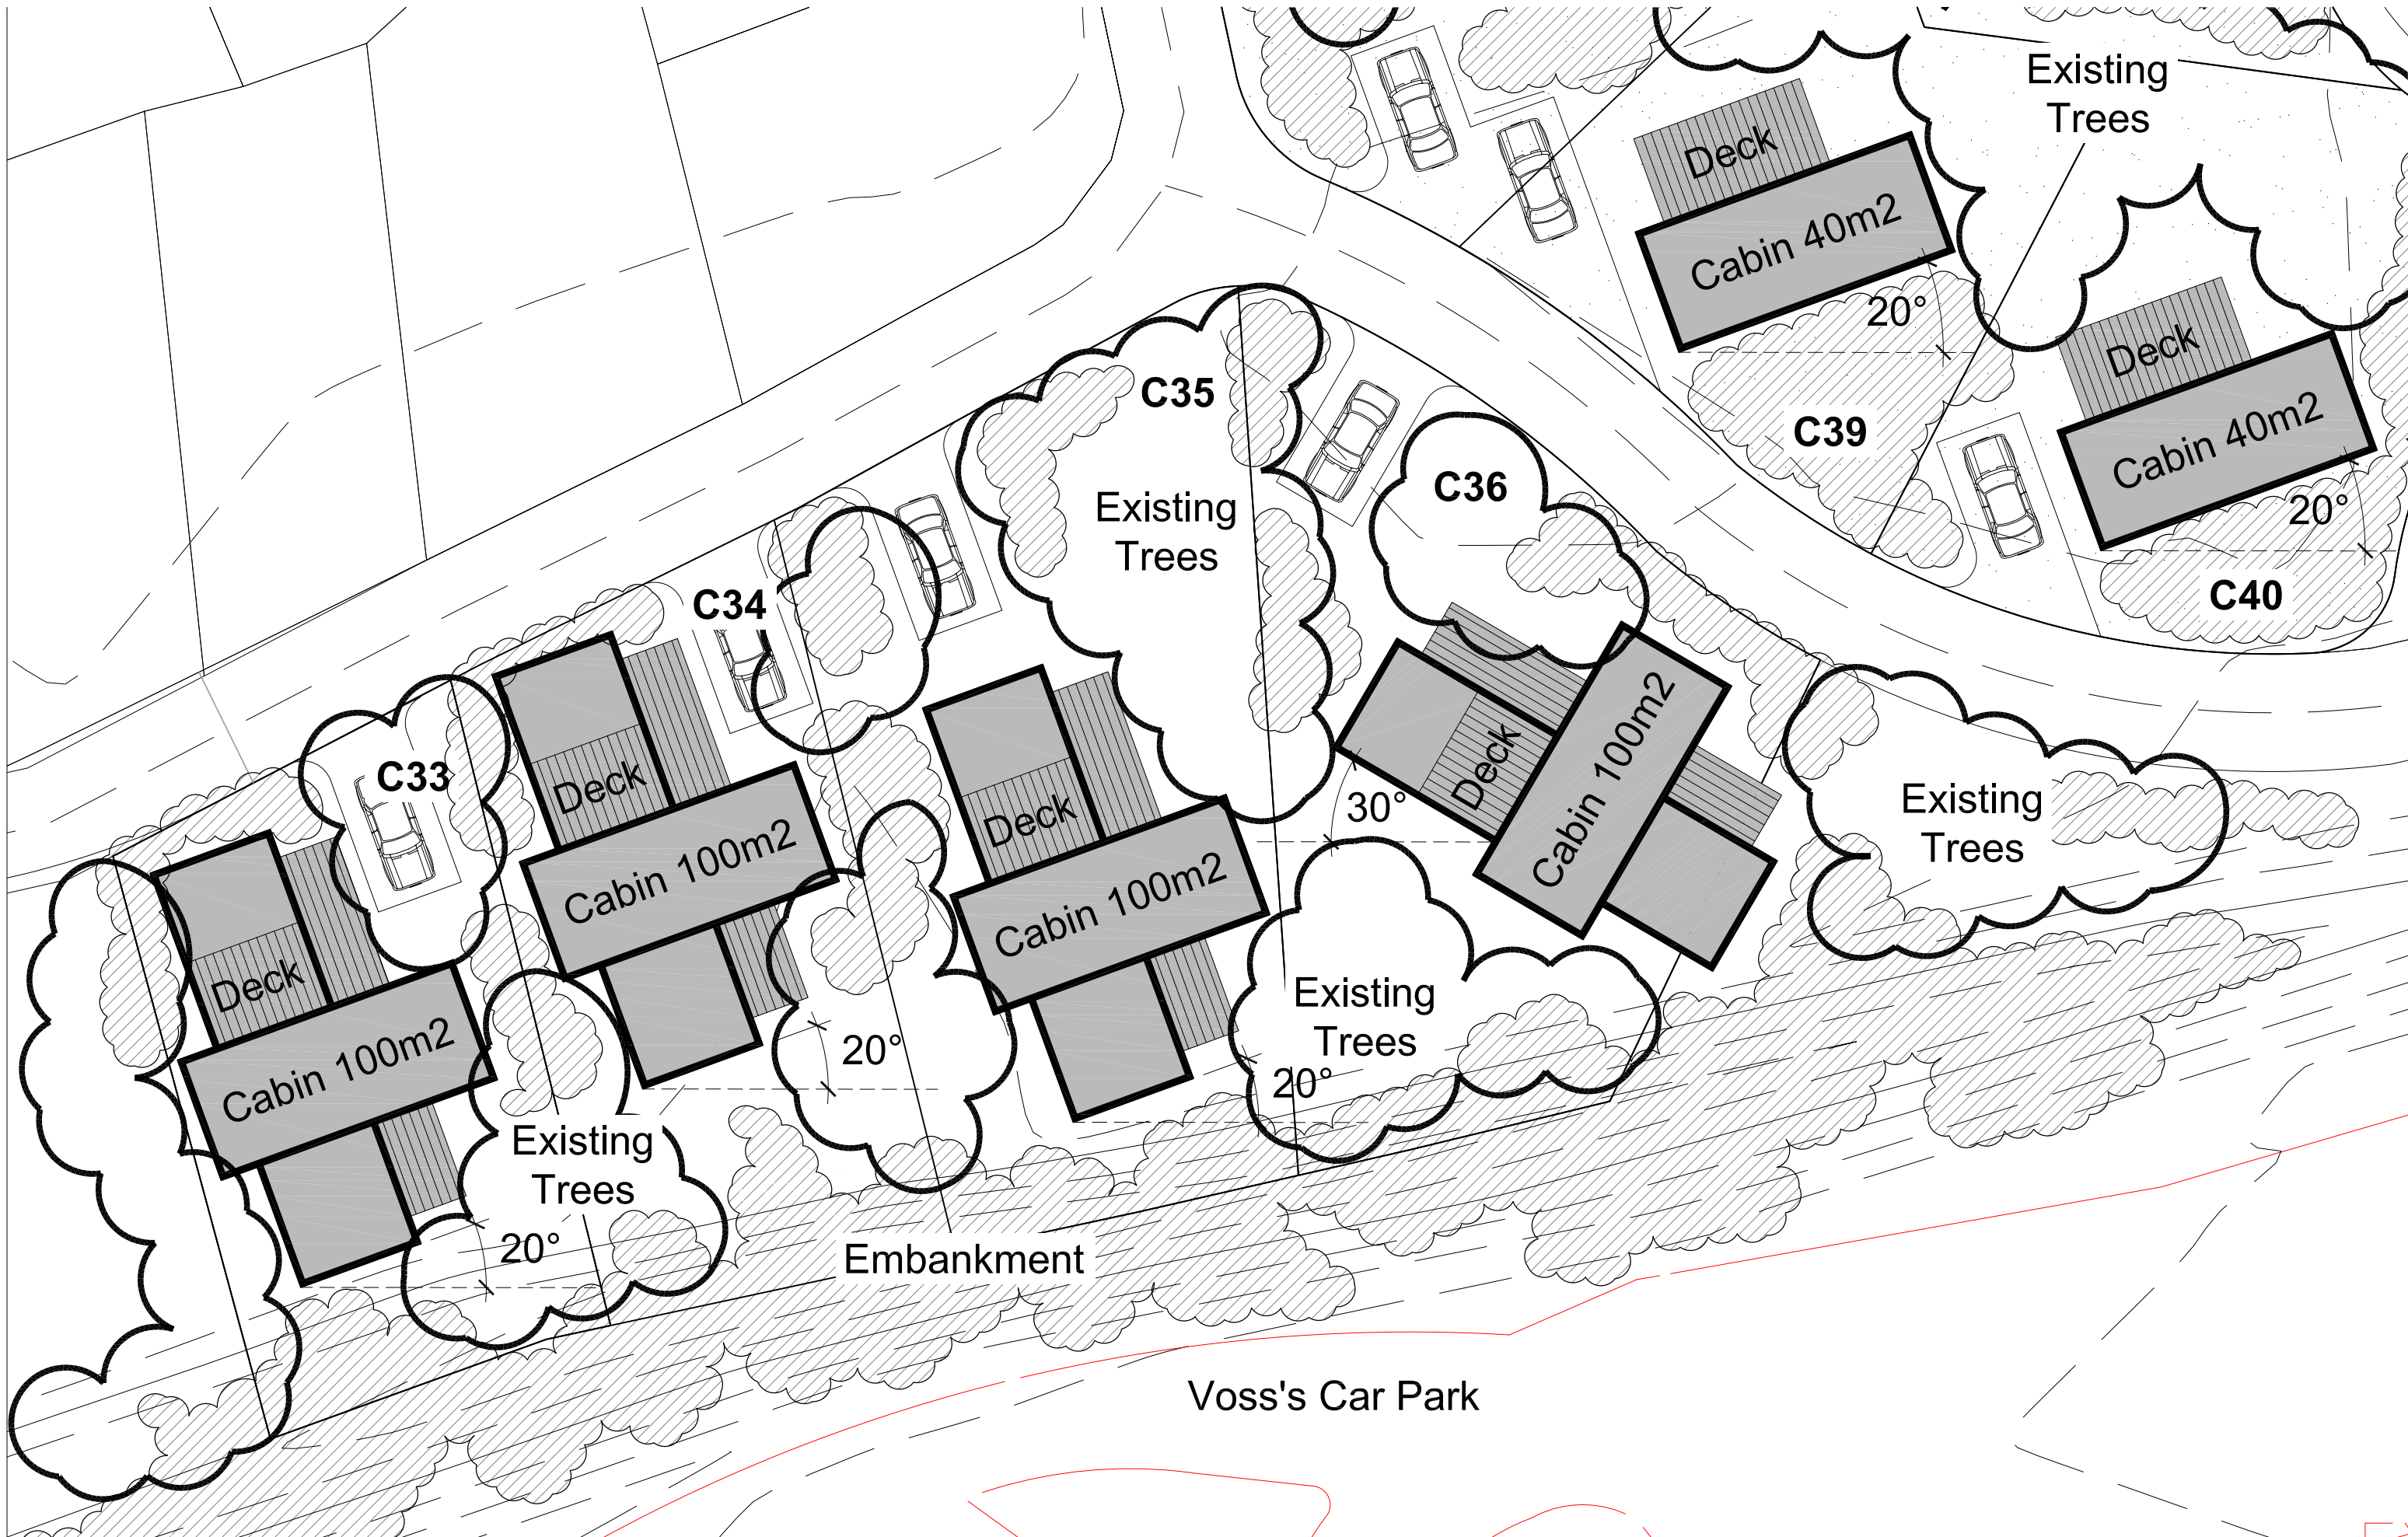 Existing
Trees
Deck
Cabin 40m2
20°
Deck
Cabin 40m2
20°
C39
C40
C35
Existing
Trees
C36
C34
C33
Deck
Cabin 100m2
30°
Deck
Cabin 100m2
20°
Deck
Cabin 100m2
20°
Deck
Cabin 100m2
20°
Existing
Trees
Existing
Trees
Existing
Trees
Embankment
Voss's Car Park